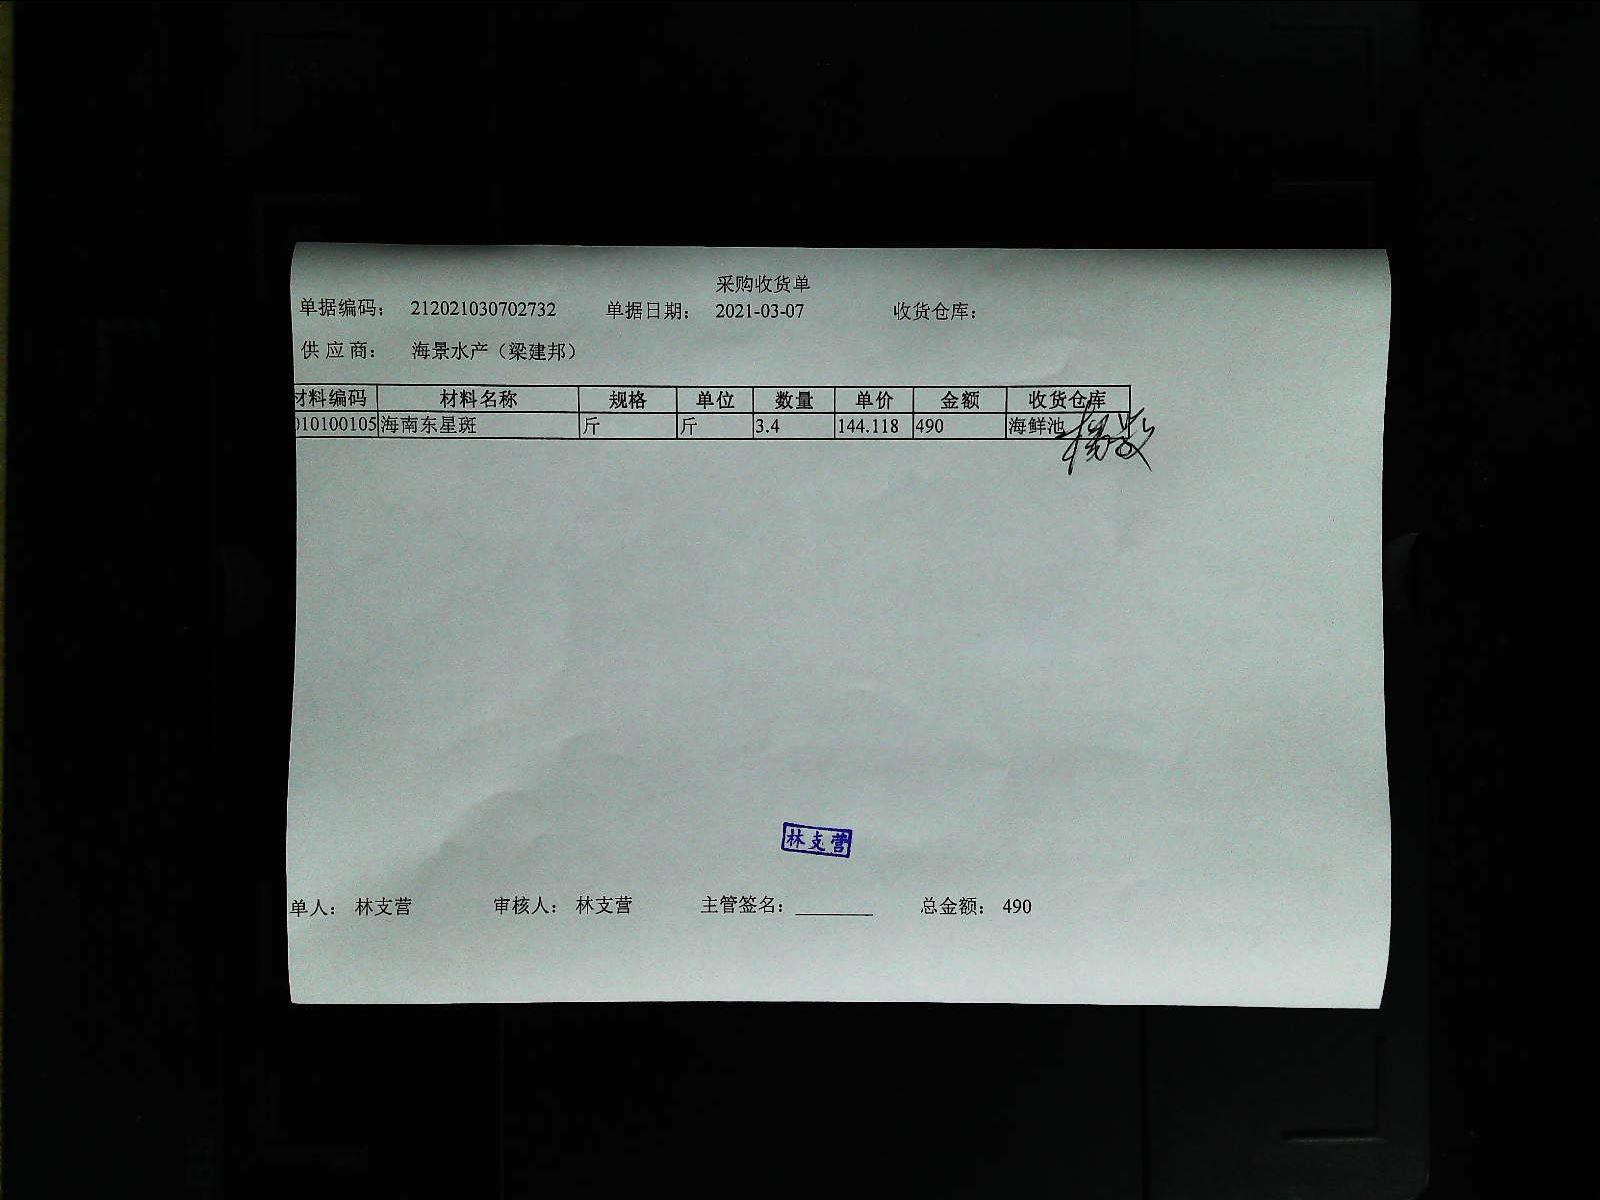 采购收货单
单据编码： 212021030702732 单据日期： 2021-03-07 收货仓库：
供 应 商： 海景水产（梁建邦）
材料编码 材料名称 规格 单位 数量 单价 金额 收货仓库
010100105 海南东星斑 斤 斤 3.4 144.118 490 海鲜池
林支营
单人： 林支营 审核人： 林支营 主管签名：________ 总金额： 490